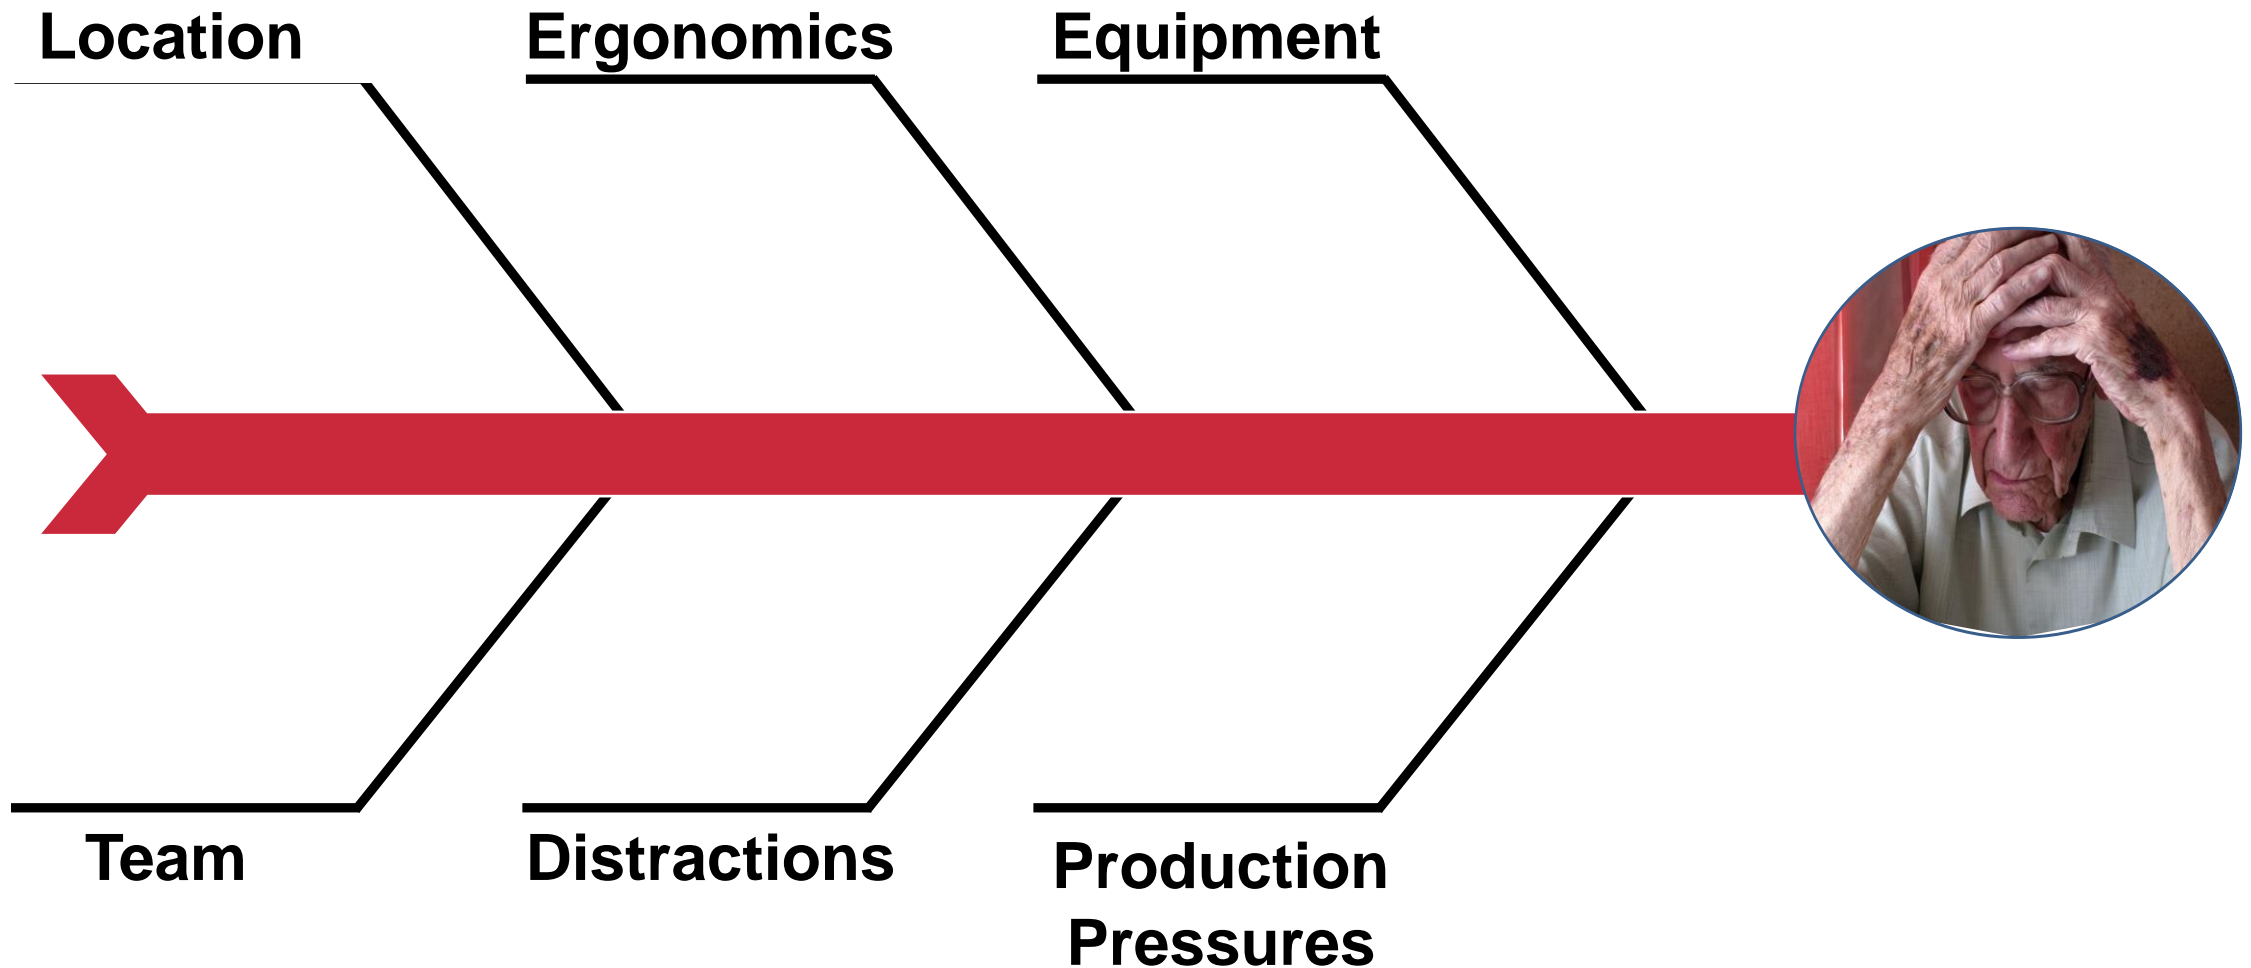 Location
Ergonomics
Equipment
Team
Distractions
Production
Pressures